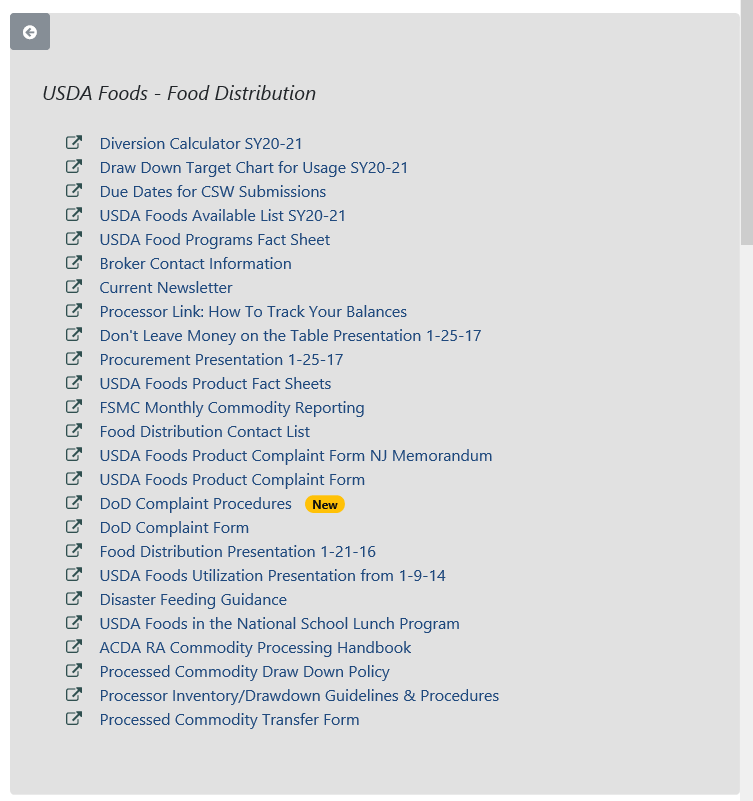 USDA Foods - Food Distribution
Diversion Calculator SY20-21
Draw Down Target Chart for Usage SY20-21
Due Dates for CSW Submissions
USDA Foods Available List SY20-21
USDA Food Programs Fact Sheet
Broker Contact Information
Current Newsletter
Processor Link: How To Track Your Balances
Don't Leave Money on the Table Presentation 1-25-17
Procurement Presentation 1-25-17
USDA Foods Product Fact Sheets
FSMC Monthly Commodity Reporting
Food Distribution Contact List
USDA Foods Product Complaint Form NJ Memorandum
USDA Foods Product Complaint Form
DoD Complaint Procedures New
DoD Complaint Form
Food Distribution Presentation 1-21-16
USDA Foods Utilization Presentation from 1-9-14
Disaster Feeding Guidance
USDA Foods in the National School Lunch Program
ACDA RA Commodity Processing Handbook
Processed Commodity Draw Down Policy
Processor Inventory/Drawdown Guidelines & Procedures
Processed Commodity Transfer Form